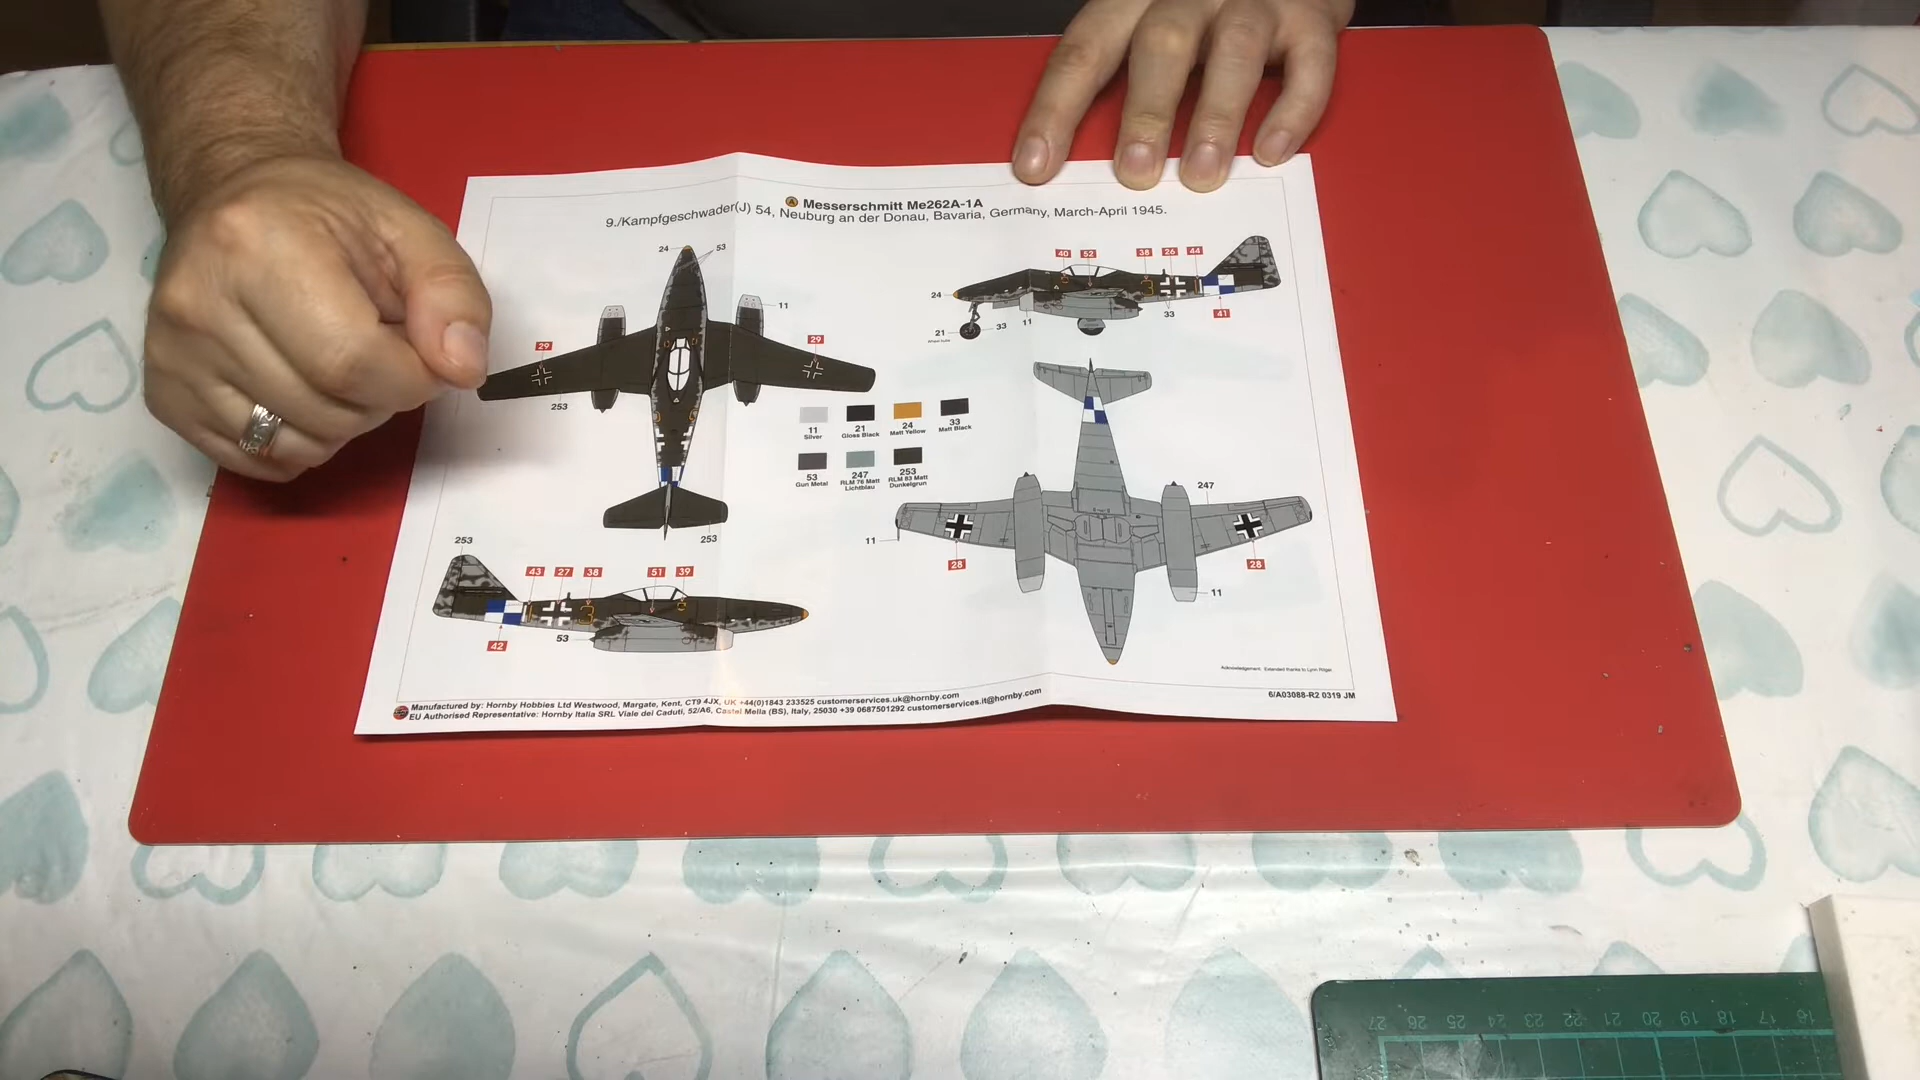 A Messerschmitt Me262A-1A
9./Kampfgeschwader(J) 54, Neuburg an der Donau, Bavaria, Germany, March-April 1945.
24
53
11
29
29
253
253
40
52
38
26
44
24
21
33
11
33
41
11
Silver
21
Gloss Black
24
Matt Yellow
33
Matt Black
53
Gun Metal
247
RLM 76 Matt
Lichtblau
253
RLM 83 Matt
Dunkelgrun
247
11
28
28
11
253
43
27
38
51
39
53
42
Acknowledgement: Extended thanks to Lynn Ritger
6/A03088-R2 0319 JM
Manufactured by: Hornby Hobbies Ltd Westwood, Margate, Kent, CT9 4JX, UK +44(0)1843 233525 customerservices.uk@hornby.com
EU Authorised Representative: Hornby Italia SRL Viale dei Caduti, 52/A6, Castel Mella (BS), Italy, 25030 +39 0687501292 customerservices.it@hornby.com
27 26 25 24 23 22 21 20 19 18 17 16